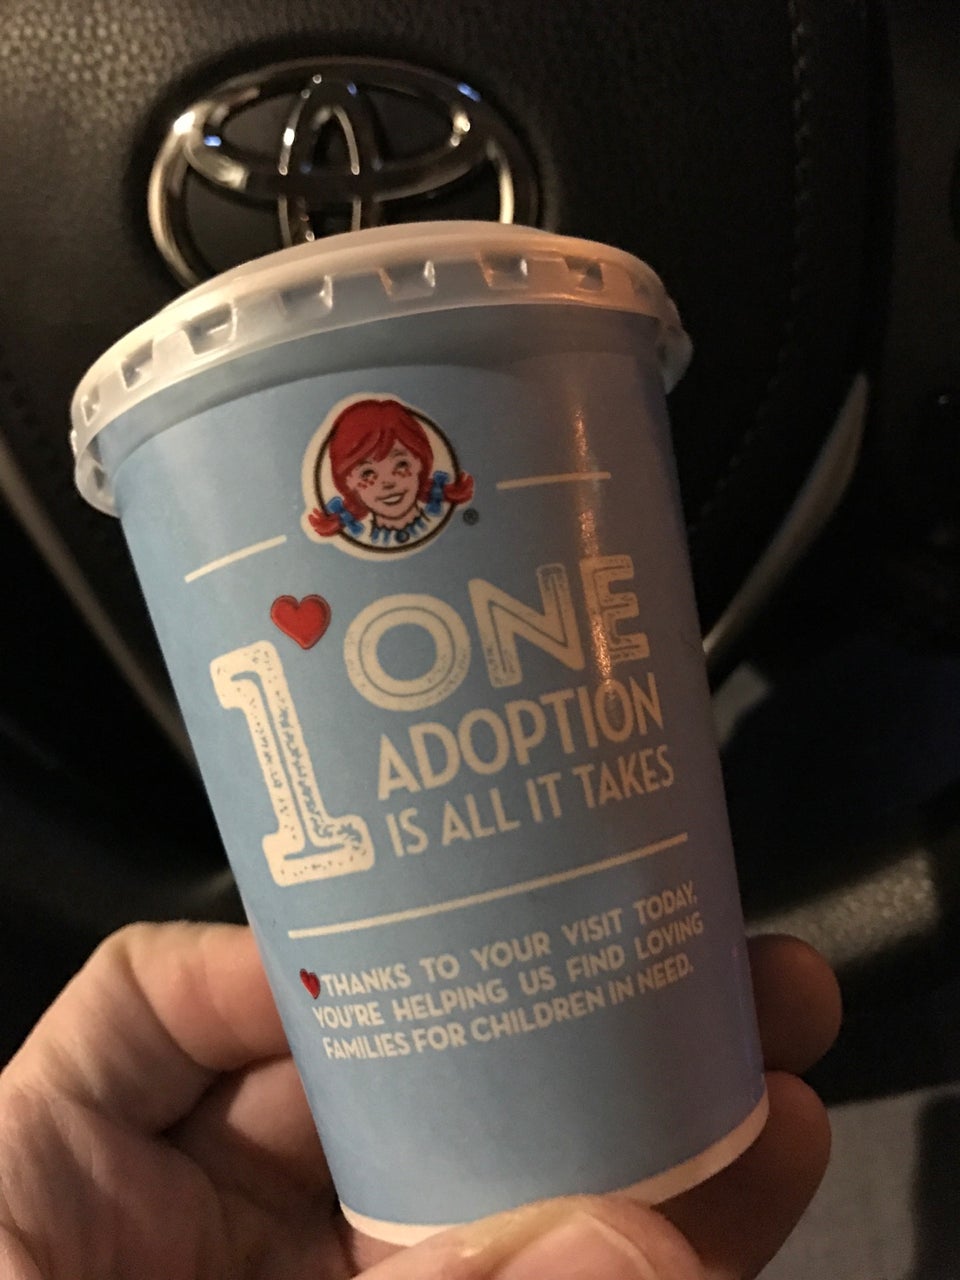 ®
1 ONE
ADOPTION
IS ALL IT TAKES
THANKS TO YOUR VISIT TODAY,
YOU'RE HELPING US FIND LOVING
FAMILIES FOR CHILDREN IN NEED.